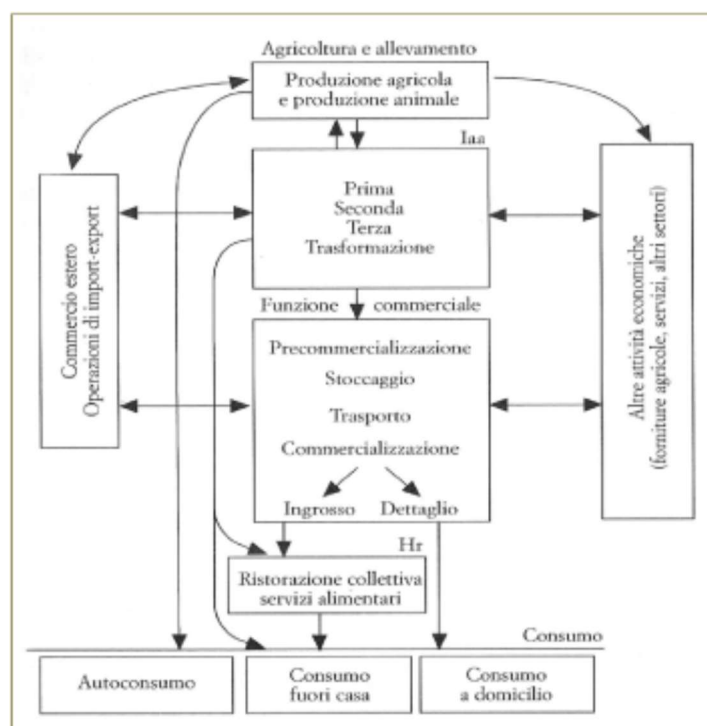 Agricoltura e allevamento
Produzione agricola
e produzione animale
Iaa
Prima
Seconda
Terza
Trasformazione
Commercio estero
Operazioni di import-export
Altre attività economiche
(forniture agricole, servizi, altri settori)
Funzione commerciale
Precommercializzazione
Stoccaggio
Trasporto
Commercializzazione
Ingrosso Dettaglio
Hr
Ristorazione collettiva
servizi alimentari
Consumo
Autoconsumo
Consumo
fuori casa
Consumo
a domicilio